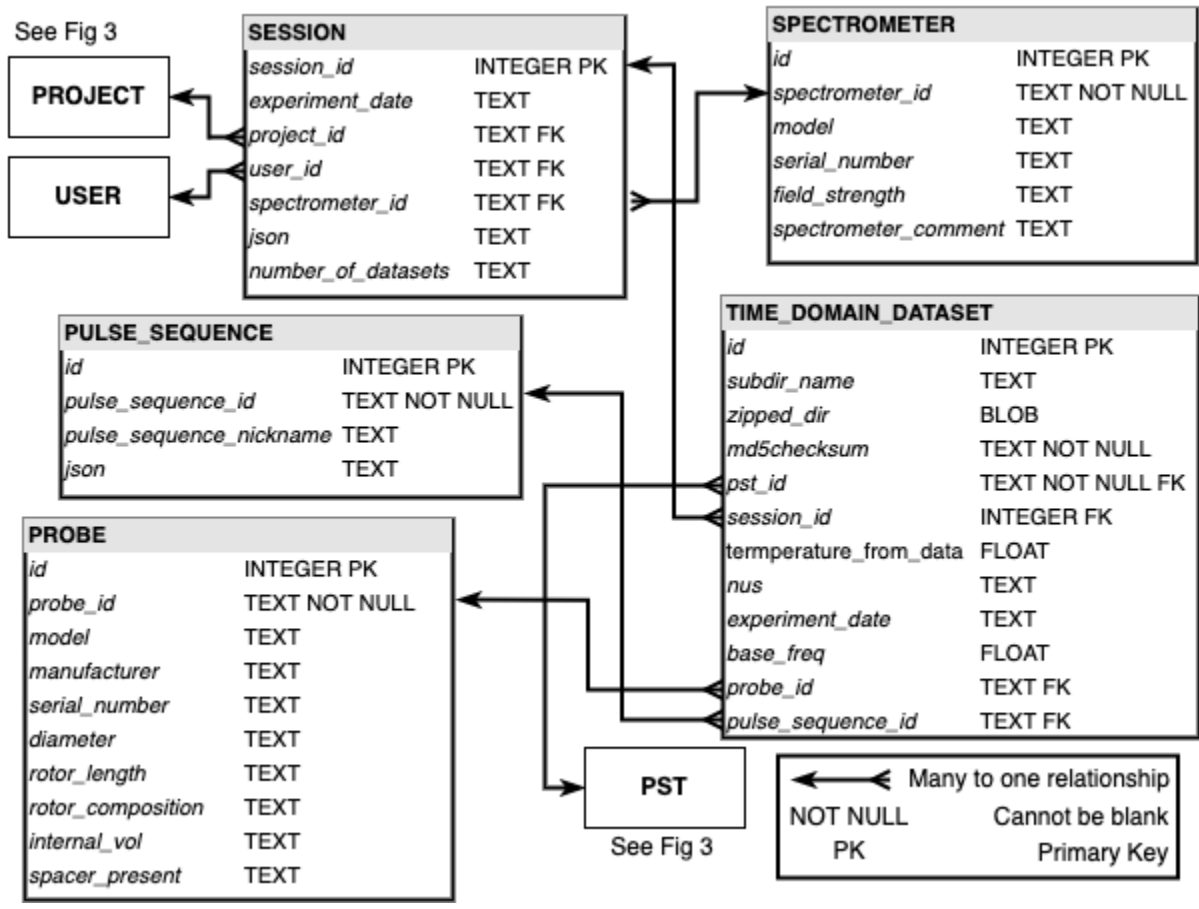 See Fig 3
PROJECT
USER
SESSION
session_id INTEGER PK
experiment_date TEXT
project_id TEXT FK
user_id TEXT FK
spectrometer_id TEXT FK
json TEXT
number_of_datasets TEXT
SPECTROMETER
id INTEGER PK
spectrometer_id TEXT NOT NULL
model TEXT
serial_number TEXT
field_strength TEXT
spectrometer_comment TEXT
PULSE_SEQUENCE
id INTEGER PK
pulse_sequence_id TEXT NOT NULL
pulse_sequence_nickname TEXT
json TEXT
TIME_DOMAIN_DATASET
id INTEGER PK
subdir_name TEXT
zipped_dir BLOB
md5checksum TEXT NOT NULL
pst_id TEXT NOT NULL FK
session_id INTEGER FK
termperature_from_data FLOAT
nus TEXT
experiment_date TEXT
base_freq FLOAT
probe_id TEXT FK
pulse_sequence_id TEXT FK
PROBE
id INTEGER PK
probe_id TEXT NOT NULL
model TEXT
manufacturer TEXT
serial_number TEXT
diameter TEXT
rotor_length TEXT
rotor_composition TEXT
internal_vol TEXT
spacer_present TEXT
PST
See Fig 3
Many to one relationship
NOT NULL Cannot be blank
PK Primary Key